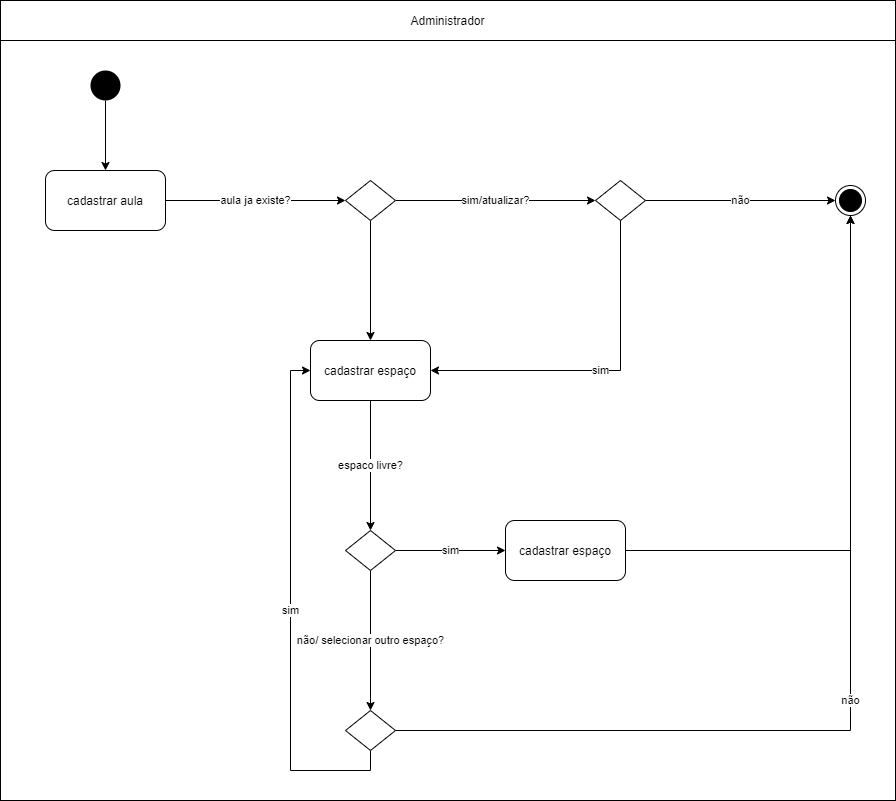 Administrador
cadastrar aula
aula ja existe?
sim/atualizar?
não
cadastrar espaço
sim
espaco livre?
sim
cadastrar espaço
sim
não/ selecionar outro espaço?
não